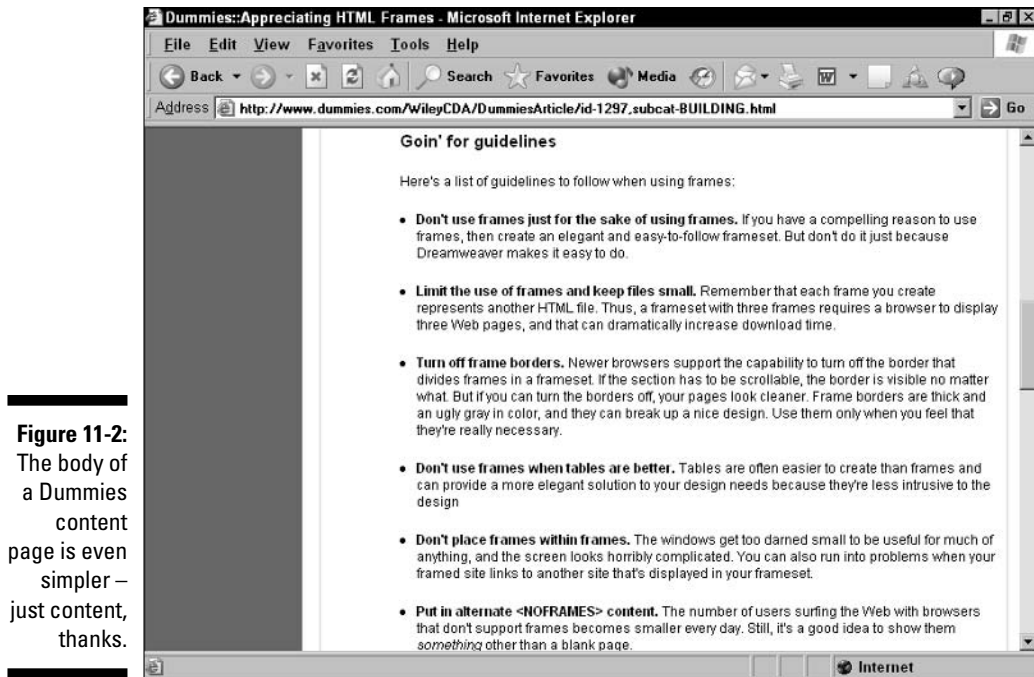 Dummies::Appreciating HTML Frames - Microsoft Internet Explorer
File Edit View Favorites Tools Help
Back Search Favorites Media
Address http://www.dummies.com/WileyCDA/DummiesArticle/id-1297,subcat-BUILDING.html Go
Goin' for guidelines
Here's a list of guidelines to follow when using frames:
• Don't use frames just for the sake of using frames. If you have a compelling reason to use
frames, then create an elegant and easy-to-follow frameset. But don't do it just because
Dreamweaver makes it easy to do.
• Limit the use of frames and keep files small. Remember that each frame you create
represents another HTML file. Thus, a frameset with three frames requires a browser to display
three Web pages, and that can dramatically increase download time.
• Turn off frame borders. Newer browsers support the capability to turn off the border that
divides frames in a frameset. If the section has to be scrollable, the border is visible no matter
what. But if you can turn the borders off, your pages look cleaner. Frame borders are thick and
an ugly gray in color, and they can break up a nice design. Use them only when you feel that
they're really necessary.
• Don't use frames when tables are better. Tables are often easier to create than frames and
can provide a more elegant solution to your design needs because they're less intrusive to the
design
• Don't place frames within frames. The windows get too darned small to be useful for much of
anything, and the screen looks horribly complicated. You can also run into problems when your
framed site links to another site that's displayed in your frameset.
• Put in alternate <NOFRAMES> content. The number of users surfing the Web with browsers
that don't support frames becomes smaller every day. Still, it's a good idea to show them
something other than a blank page.
Internet
Figure 11-2:
The body of
a Dummies
content
page is even
simpler –
just content,
thanks.